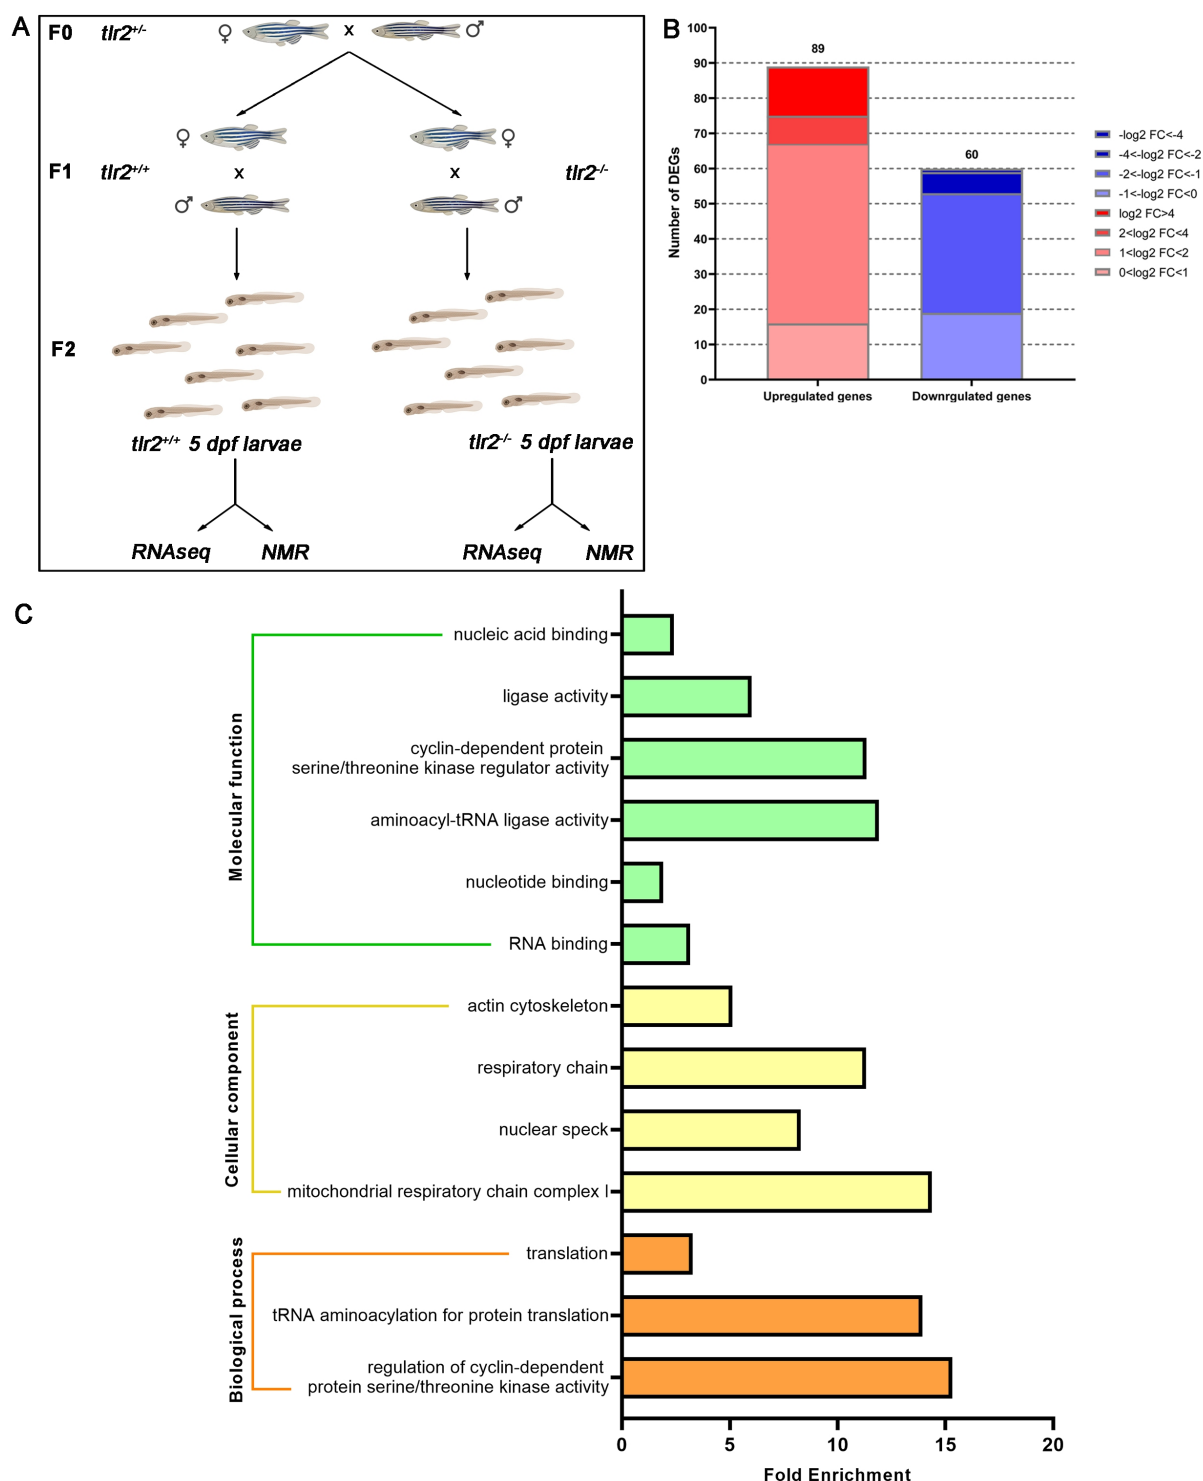 A
F0 tlr2+/- ♀ x ♂
♀ ♀
F1 tlr2+/+ x x tlr2-/-
♂ ♂
F2
tlr2+/+ 5 dpf larvae
tlr2-/- 5 dpf larvae
RNAseq NMR
RNAseq NMR
B
Number of DEGs
100
90
80
70
60
50
40
30
20
10
0
89
60
Upregulated genes
Downrgulated genes
-log2 FC<-4
-4<-log2 FC<-2
-2<-log2 FC<-1
-1<-log2 FC<0
log2 FC>4
2<log2 FC<4
1<log2 FC<2
0<log2 FC<1
C
Molecular function
nucleic acid binding
ligase activity
cyclin-dependent protein
serine/threonine kinase regulator activity
aminoacyl-tRNA ligase activity
nucleotide binding
RNA binding
Cellular component
actin cytoskeleton
respiratory chain
nuclear speck
mitochondrial respiratory chain complex I
Biological process
translation
tRNA aminoacylation for protein translation
regulation of cyclin-dependent
protein serine/threonine kinase activity
0 5 10 15 20
Fold Enrichment